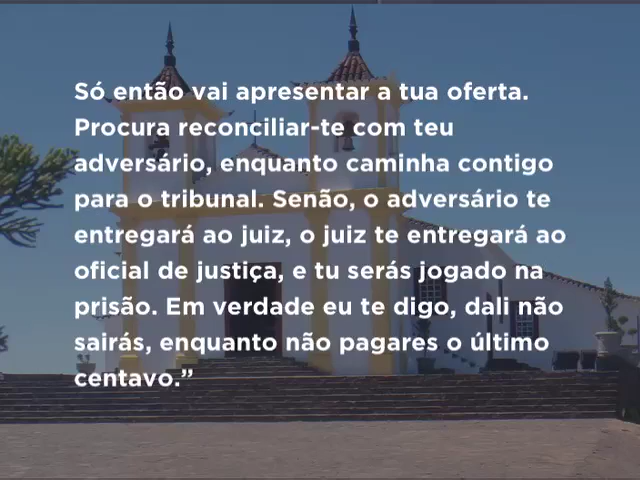 Só então vai apresentar a tua oferta.
Procura reconciliar-te com teu
adversário, enquanto caminha contigo
para o tribunal. Senão, o adversário te
entregará ao juiz, o juiz te entregará ao
oficial de justiça, e tu serás jogado na
prisão. Em verdade eu te digo, dali não
sairás, enquanto não pagares o último
centavo.”